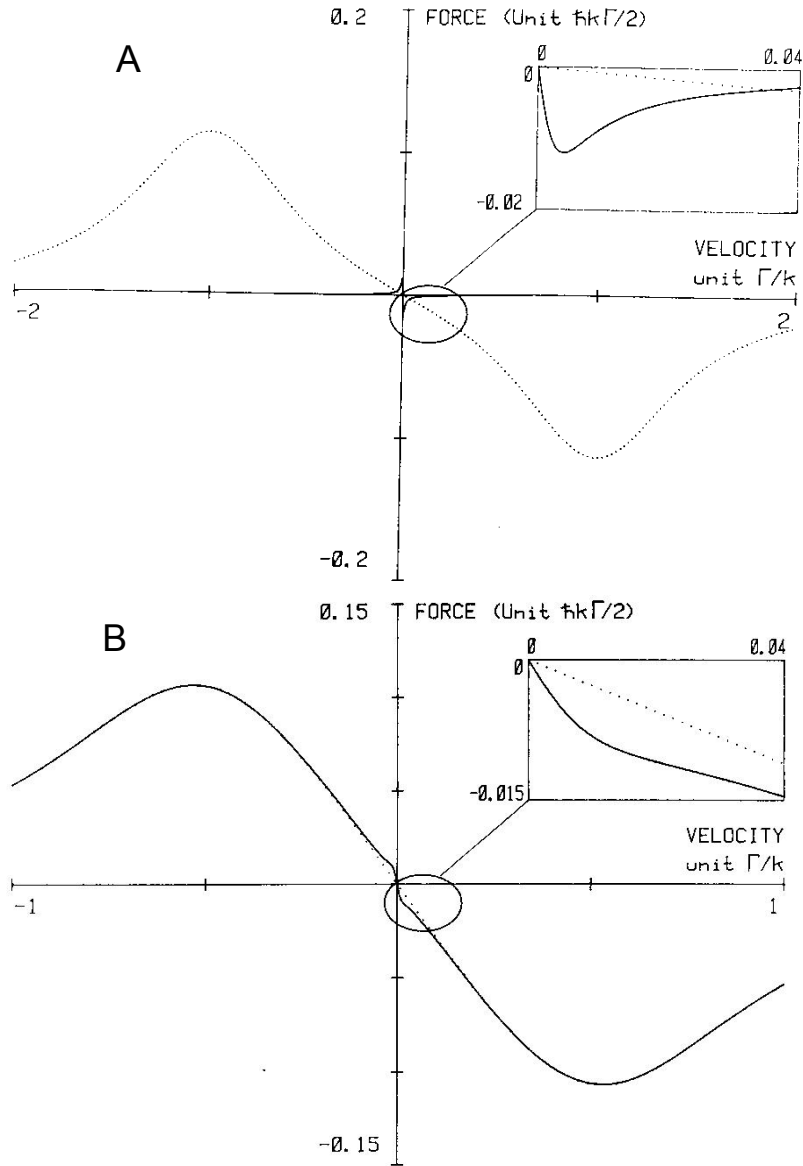 0.2 FORCE (Unit ħkΓ/2)
A
0 0.04
0
-0.02
VELOCITY
unit Γ/k
-2 2
-0.2
0.15 FORCE (Unit ħkΓ/2)
B
0 0.04
0
-0.015
VELOCITY
unit Γ/k
-1 1
-0.15